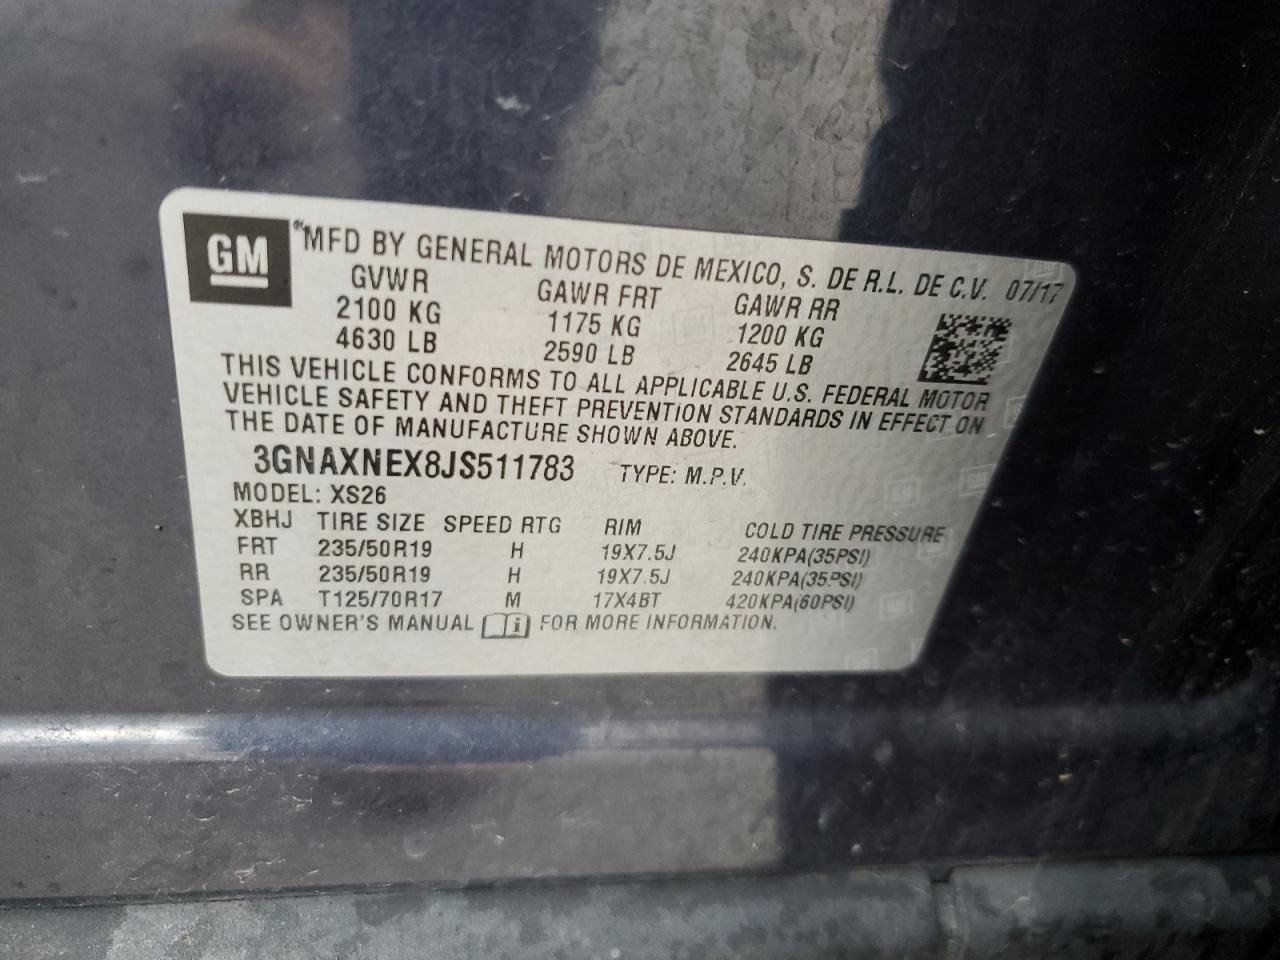 GM
MFD BY GENERAL MOTORS DE MEXICO, S. DE R.L. DE C.V. 07/17
GVWR GAWR FRT GAWR RR
2100 KG 1175 KG 1200 KG
4630 LB 2590 LB 2645 LB
THIS VEHICLE CONFORMS TO ALL APPLICABLE U.S. FEDERAL MOTOR
VEHICLE SAFETY AND THEFT PREVENTION STANDARDS IN EFFECT ON
THE DATE OF MANUFACTURE SHOWN ABOVE.
3GNAXNEX8JS511783 TYPE: M.P.V.
MODEL: XS26
XBHJ TIRE SIZE SPEED RTG RIM COLD TIRE PRESSURE
FRT 235/50R19 H 19X7.5J 240KPA(35PSI)
RR 235/50R19 H 19X7.5J 240KPA(35PSI)
SPA T125/70R17 M 17X4BT 420KPA(60PSI)
SEE OWNER'S MANUAL i FOR MORE INFORMATION.